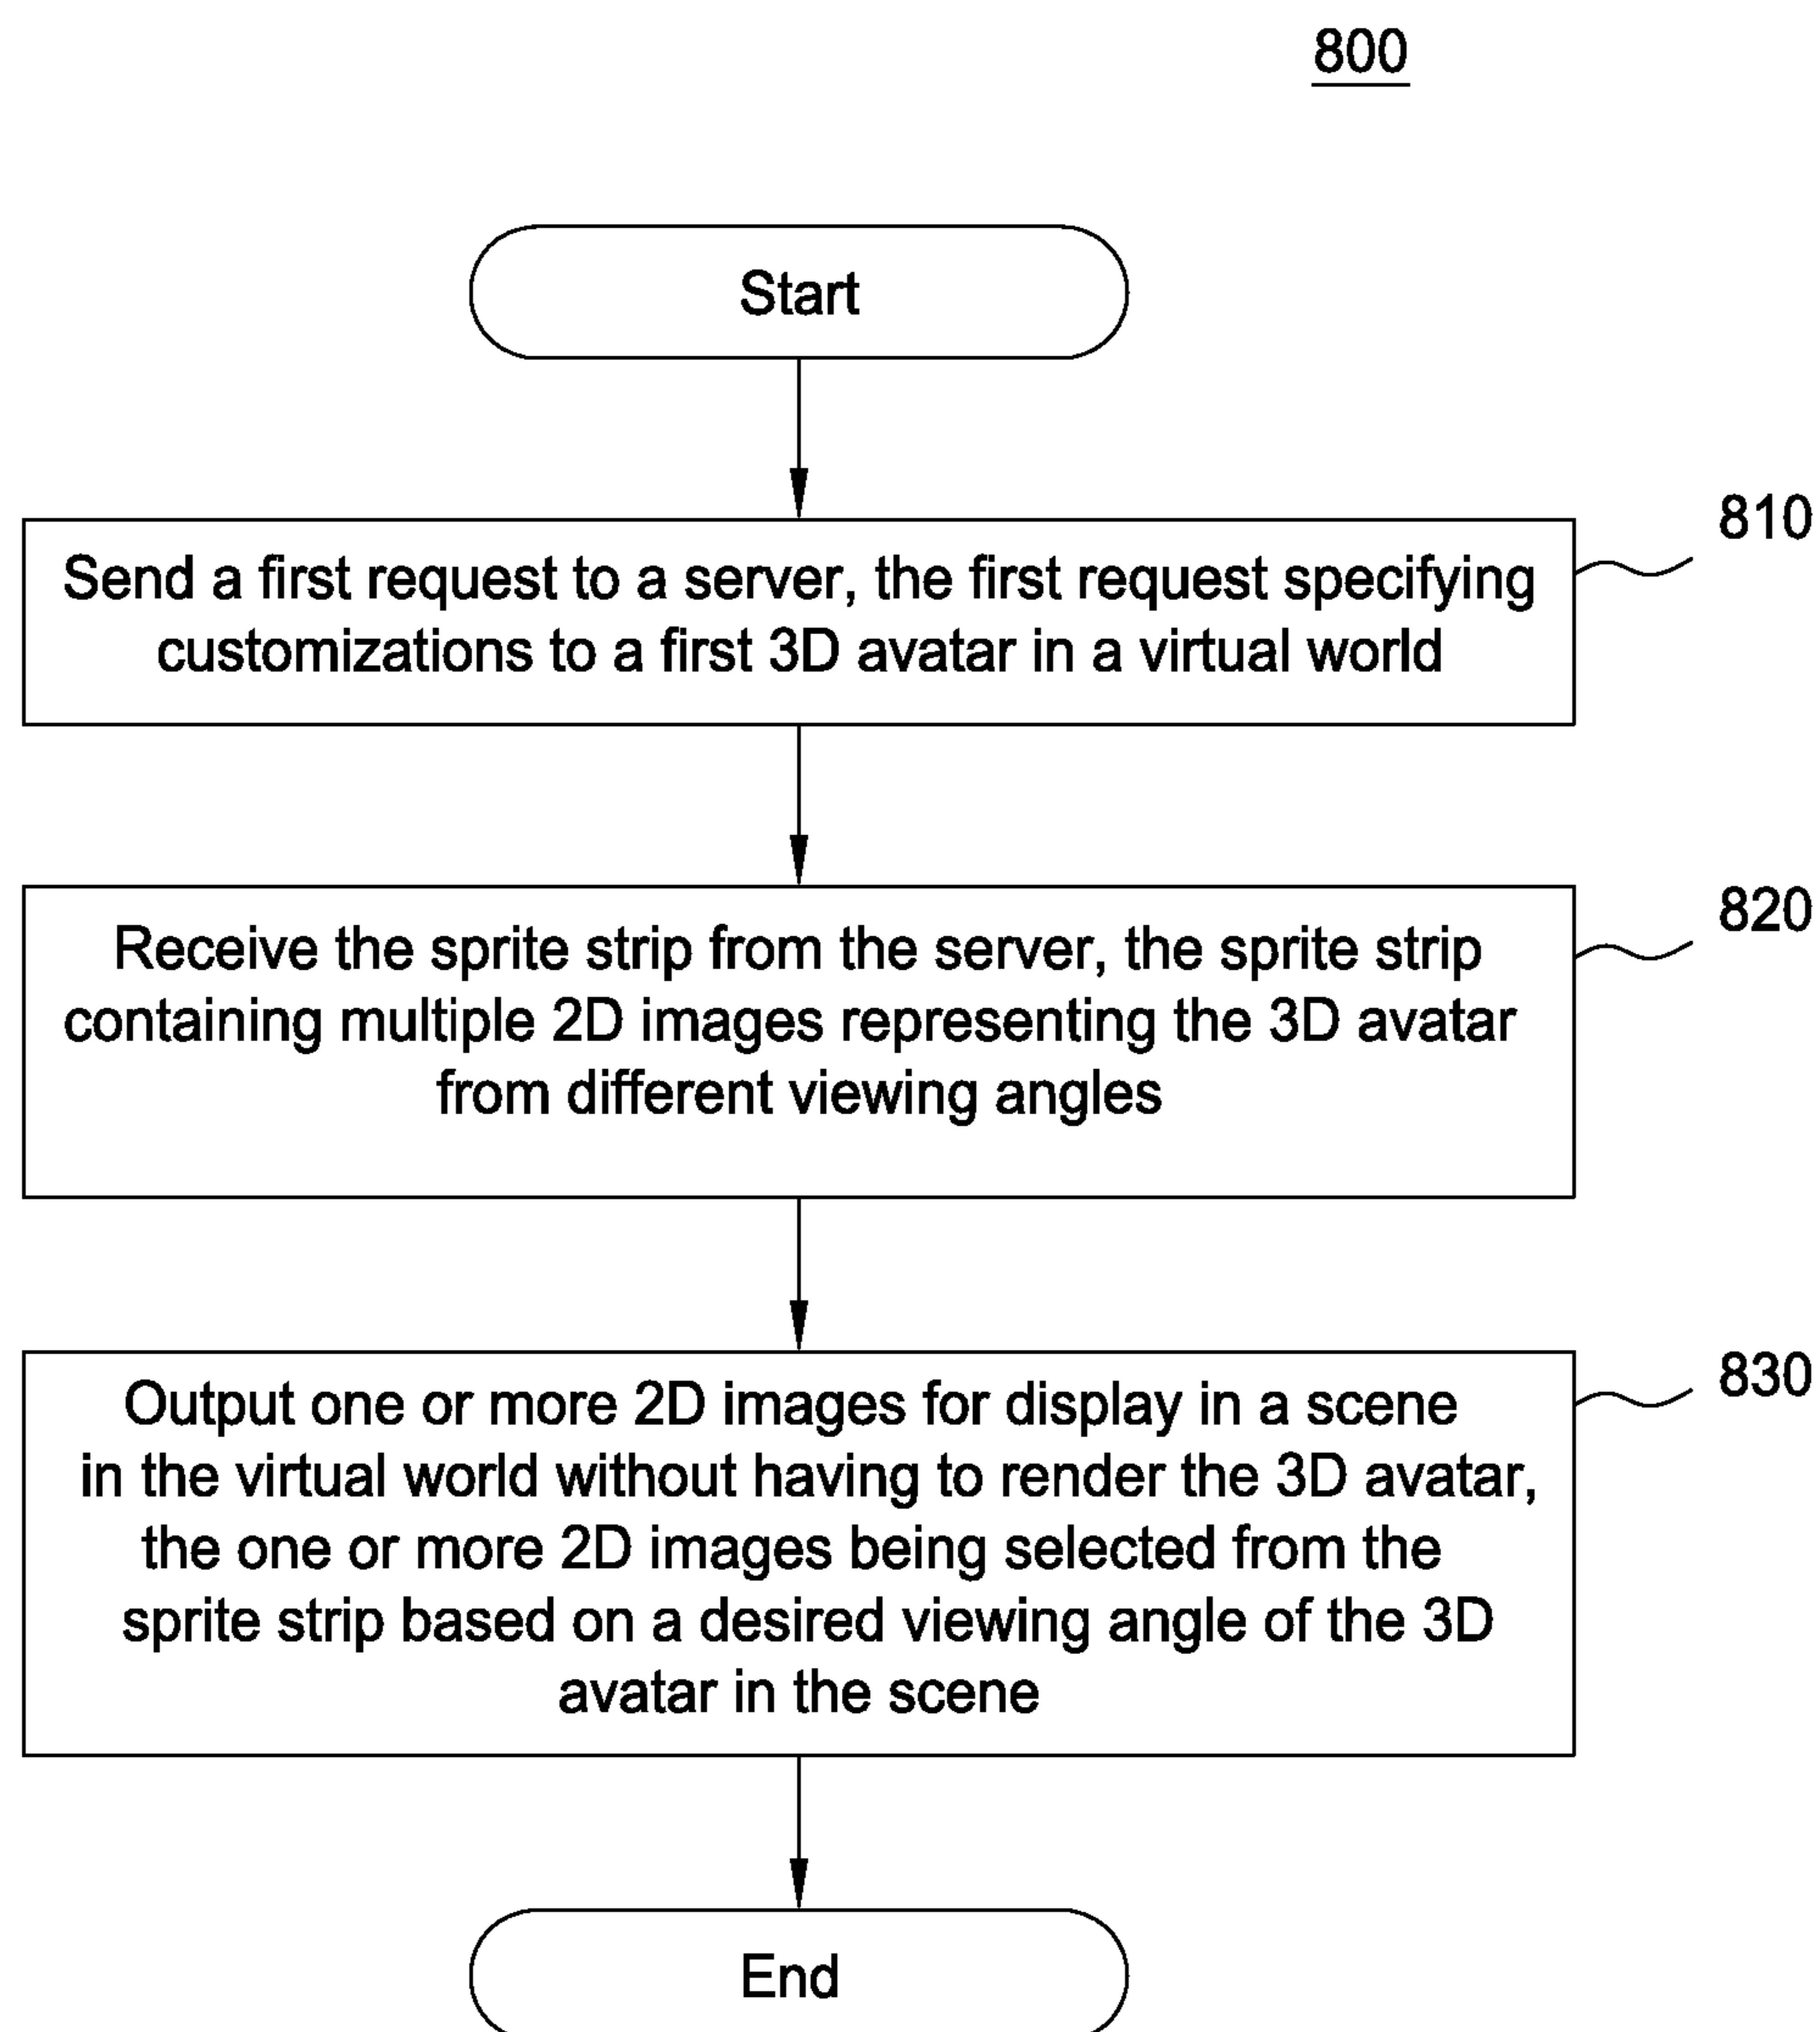 800
Start
810
Send a first request to a server, the first request specifying
customizations to a first 3D avatar in a virtual world
820
Receive the sprite strip from the server, the sprite strip
containing multiple 2D images representing the 3D avatar
from different viewing angles
830
Output one or more 2D images for display in a scene
in the virtual world without having to render the 3D avatar,
the one or more 2D images being selected from the
sprite strip based on a desired viewing angle of the 3D
avatar in the scene
End